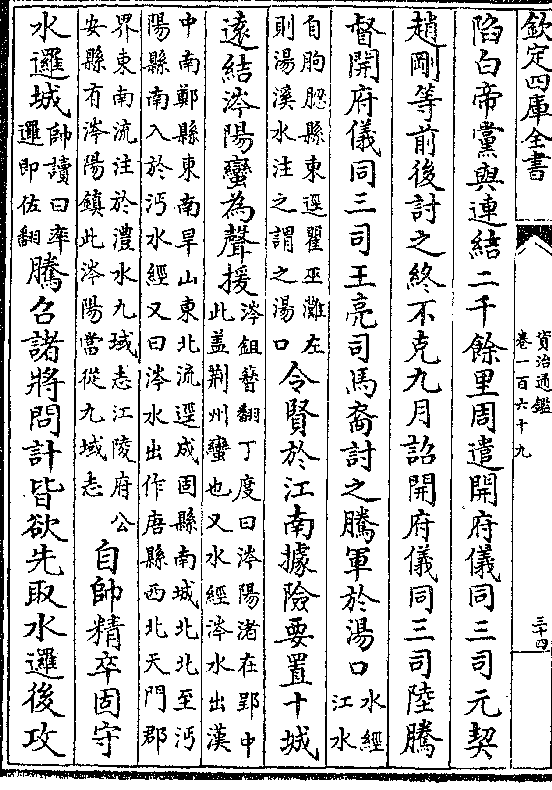 欽定四庫全書
資治通鑑
卷一百六十九
三十四
陷白帝黨與連結二千餘里周遣開府儀同三司元契
趙剛等前後討之終不克九月詔開府儀同三司陸騰
督開府儀同三司王亮司馬裔討之騰軍於湯口
水經
江水
自朐䏰縣東逕瞿巫灘左
則湯溪水注之謂之湯口
令賢於江南據險要置十城
遠結涔陽蠻為聲援
涔鉏簪翻丁度曰涔陽渚在郢中
此盖荆州蠻也又水經涔水出漢
中南鄭縣東南旱山東北流逕成固縣南城北北至沔
陽縣南入於沔水經又曰涔水出作唐縣西北天門郡
界東南流注於澧水九域志江陵府公
安縣有涔陽鎮此涔陽當從九域志
自帥精卒固守
水邏城
帥讀曰率
邏即佐翻
騰召諸將問計皆欲先取水邏後攻